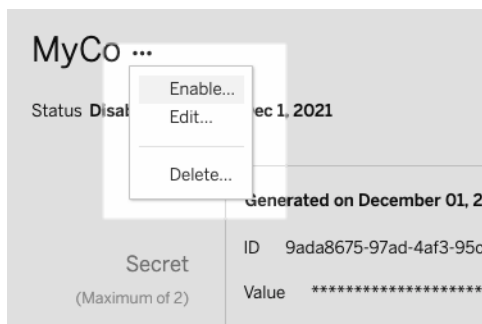 MyCo ...
Enable...
Status Disab ec 1, 2021
Edit...
Delete...
Generated on December 01, 2
ID 9ada8675-97ad-4af3-95c
Secret
(Maximum of 2)
Value ********************